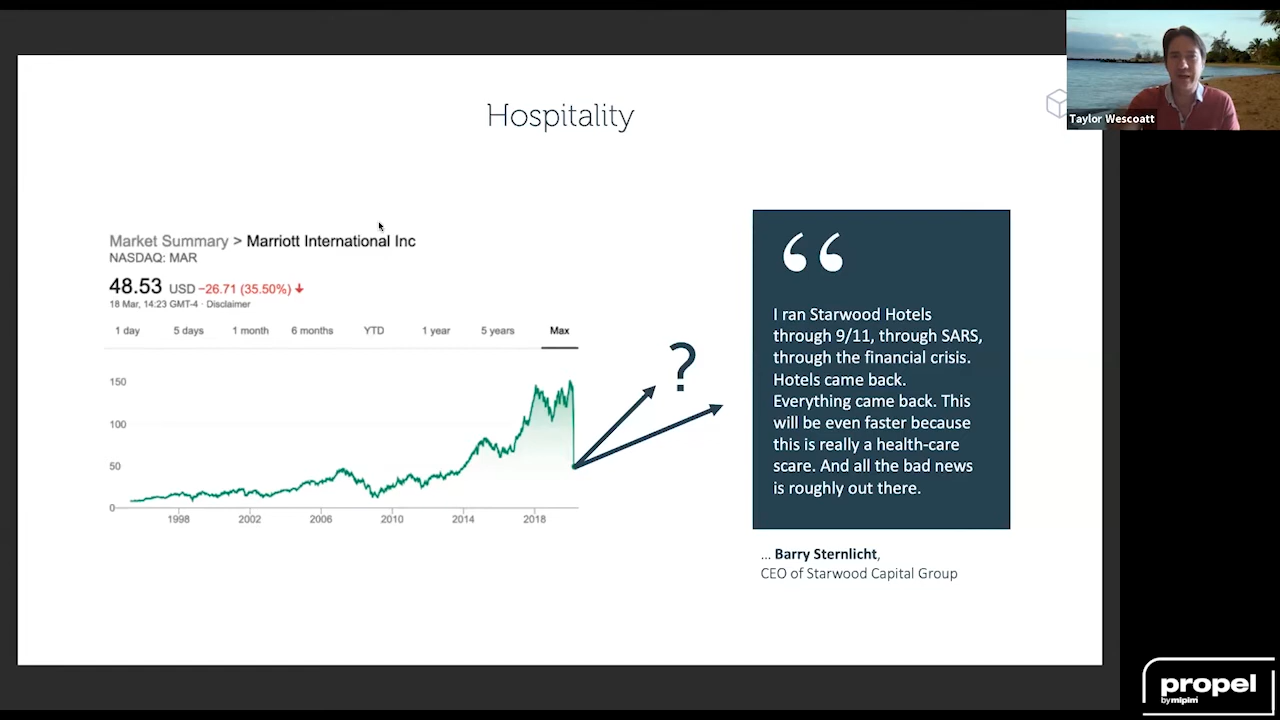 Hospitality
Taylor Wescoatt
Market Summary > Marriott International Inc
NASDAQ: MAR
48.53 USD −26.71 (35.50%) ↓
18 Mar, 14:23 GMT-4 · Disclaimer
1 day 5 days 1 month 6 months YTD 1 year 5 years Max
150
100
50
0
1998 2002 2006 2010 2014 2018
?
“
I ran Starwood Hotels
through 9/11, through SARS,
through the financial crisis.
Hotels came back.
Everything came back. This
will be even faster because
this is really a health-care
scare. And all the bad news
is roughly out there.
... Barry Sternlicht,
CEO of Starwood Capital Group
propel
by mipim